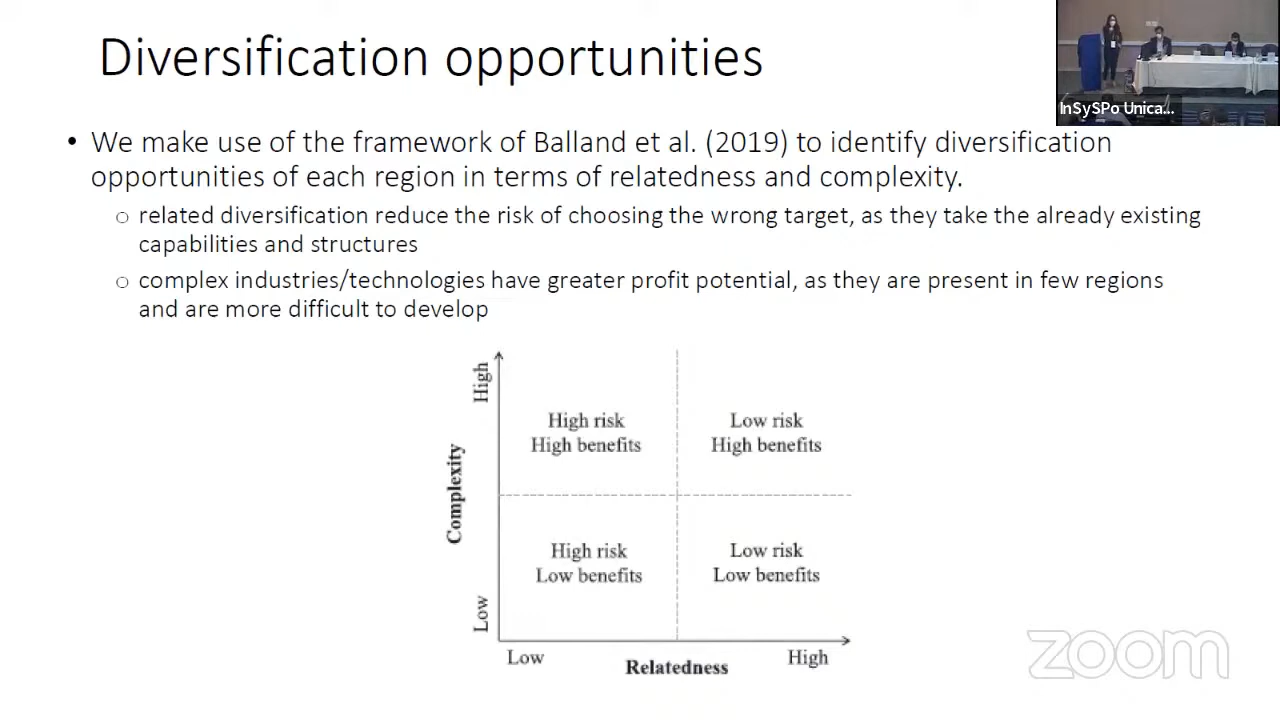 Diversification opportunities
InSySPo Unica...
• We make use of the framework of Balland et al. (2019) to identify diversification
opportunities of each region in terms of relatedness and complexity.
o related diversification reduce the risk of choosing the wrong target, as they take the already existing
capabilities and structures
o complex industries/technologies have greater profit potential, as they are present in few regions
and are more difficult to develop
High
Complexity
Low
High risk
High benefits
Low risk
High benefits
High risk
Low benefits
Low risk
Low benefits
Low
Relatedness
High
zoom